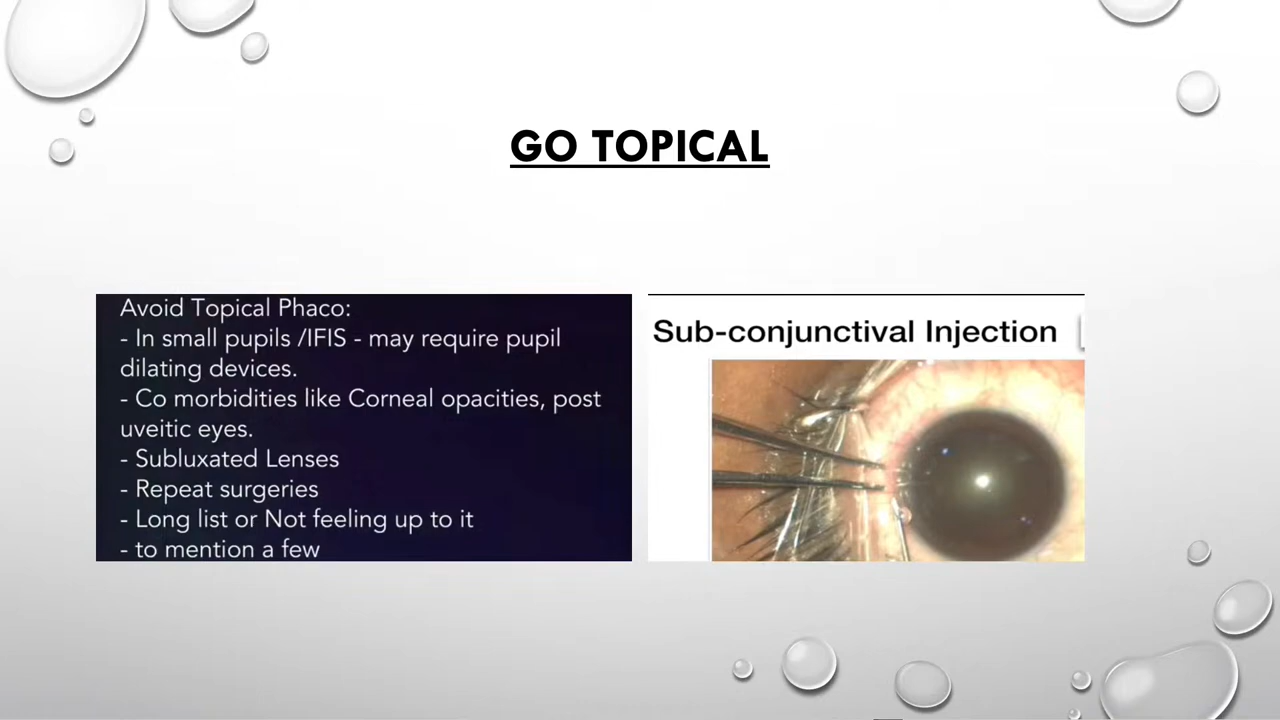 GO TOPICAL
Avoid Topical Phaco:
- In small pupils /IFIS - may require pupil
dilating devices.
- Co morbidities like Corneal opacities, post
uveitic eyes.
- Subluxated Lenses
- Repeat surgeries
- Long list or Not feeling up to it
- to mention a few
Sub-conjunctival Injection